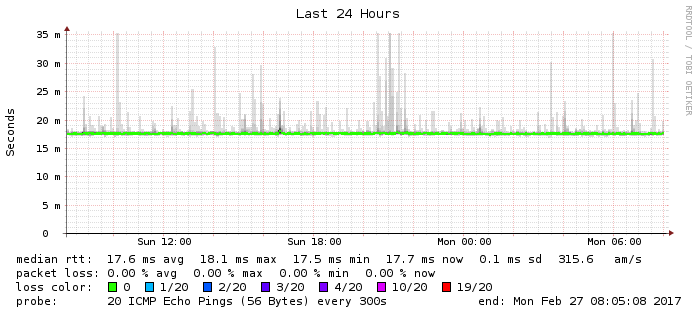 Last 24 Hours
RRDTOOL / TOBI OETIKER
Seconds
35 m
30 m
25 m
20 m
15 m
10 m
5 m
0
Sun 12:00 Sun 18:00 Mon 00:00 Mon 06:00
median rtt: 17.6 ms avg 18.1 ms max 17.5 ms min 17.7 ms now 0.1 ms sd 315.6 am/s
packet loss: 0.00 % avg 0.00 % max 0.00 % min 0.00 % now
loss color: 0 1/20 2/20 3/20 4/20 10/20 19/20
probe: 20 ICMP Echo Pings (56 Bytes) every 300s end: Mon Feb 27 08:05:08 2017